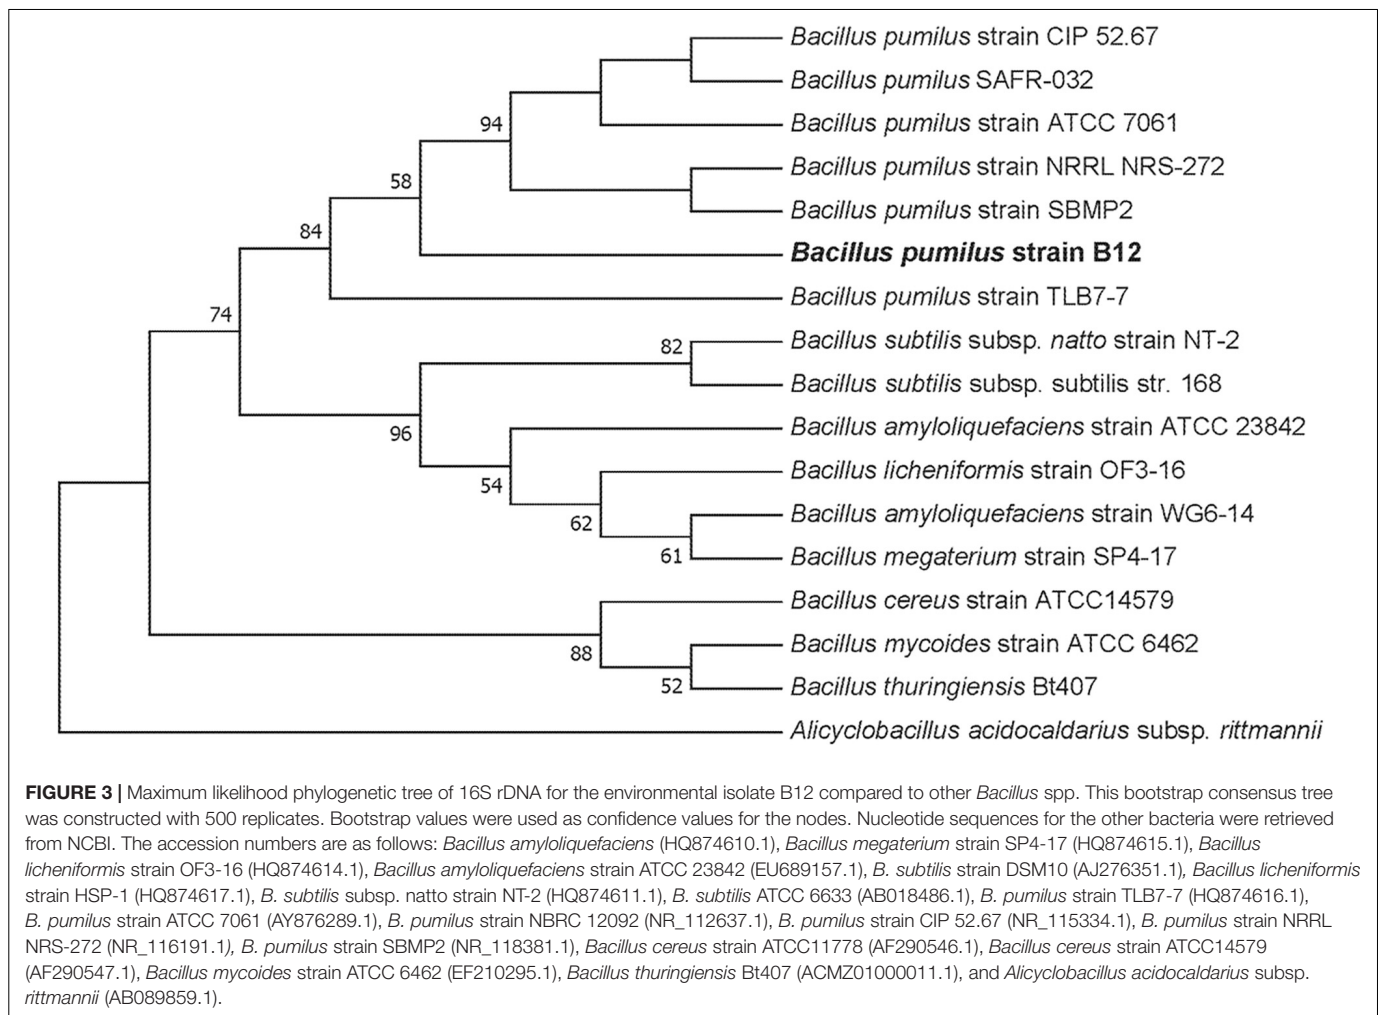 Bacillus pumilus strain CIP 52.67
Bacillus pumilus SAFR-032
94
Bacillus pumilus strain ATCC 7061
Bacillus pumilus strain NRRL NRS-272
58
Bacillus pumilus strain SBMP2
84
Bacillus pumilus strain B12
Bacillus pumilus strain TLB7-7
74
82
Bacillus subtilis subsp. natto strain NT-2
Bacillus subtilis subsp. subtilis str. 168
96
Bacillus amyloliquefaciens strain ATCC 23842
Bacillus licheniformis strain OF3-16
54
Bacillus amyloliquefaciens strain WG6-14
62
61
Bacillus megaterium strain SP4-17
Bacillus cereus strain ATCC14579
Bacillus mycoides strain ATCC 6462
88
52
Bacillus thuringiensis Bt407
Alicyclobacillus acidocaldarius subsp. rittmannii
FIGURE 3 | Maximum likelihood phylogenetic tree of 16S rDNA for the environmental isolate B12 compared to other Bacillus spp. This bootstrap consensus tree
was constructed with 500 replicates. Bootstrap values were used as confidence values for the nodes. Nucleotide sequences for the other bacteria were retrieved
from NCBI. The accession numbers are as follows: Bacillus amyloliquefaciens (HQ874610.1), Bacillus megaterium strain SP4-17 (HQ874615.1), Bacillus
licheniformis strain OF3-16 (HQ874614.1), Bacillus amyloliquefaciens strain ATCC 23842 (EU689157.1), B. subtilis strain DSM10 (AJ276351.1), Bacillus licheniformis
strain HSP-1 (HQ874617.1), B. subtilis subsp. natto strain NT-2 (HQ874611.1), B. subtilis ATCC 6633 (AB018486.1), B. pumilus strain TLB7-7 (HQ874616.1),
B. pumilus strain ATCC 7061 (AY876289.1), B. pumilus strain NBRC 12092 (NR_112637.1), B. pumilus strain CIP 52.67 (NR_115334.1), B. pumilus strain NRRL
NRS-272 (NR_116191.1), B. pumilus strain SBMP2 (NR_118381.1), Bacillus cereus strain ATCC11778 (AF290546.1), Bacillus cereus strain ATCC14579
(AF290547.1), Bacillus mycoides strain ATCC 6462 (EF210295.1), Bacillus thuringiensis Bt407 (ACMZ01000011.1), and Alicyclobacillus acidocaldarius subsp.
rittmannii (AB089859.1).